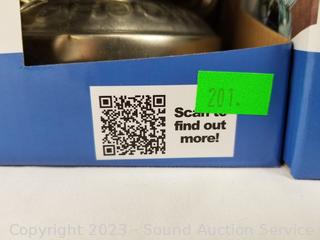 201.
Scan to
find out
more!
Copyright 2023 - Sound Auction Service